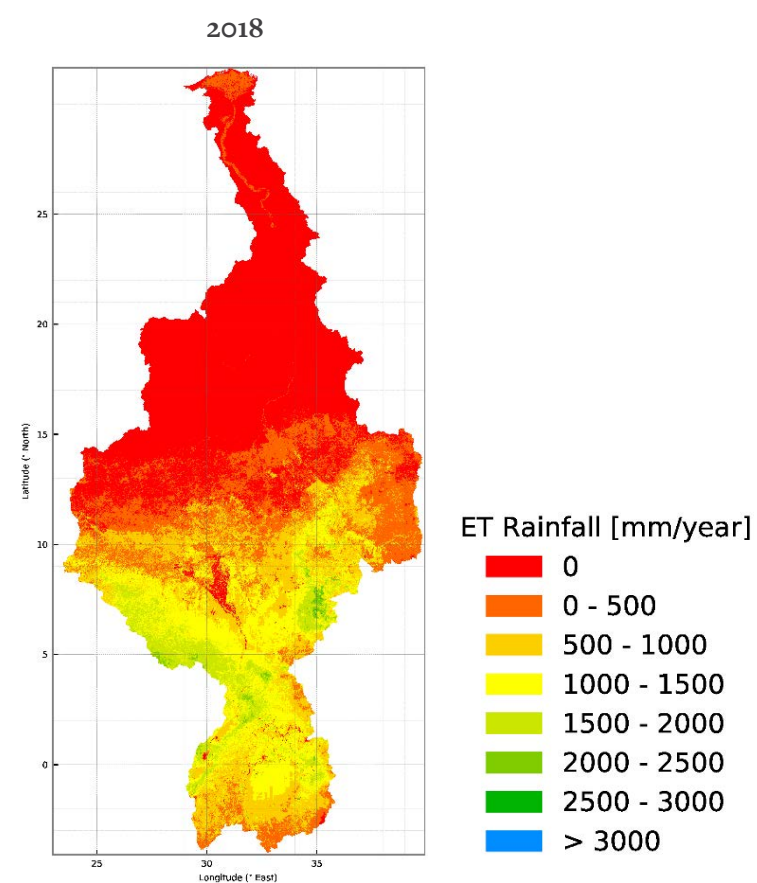 2018
25
20
15
10
5
0
Latitude (° North)
25 30 35
Longitude (° East)
ET Rainfall [mm/year]
0
0 - 500
500 - 1000
1000 - 1500
1500 - 2000
2000 - 2500
2500 - 3000
> 3000